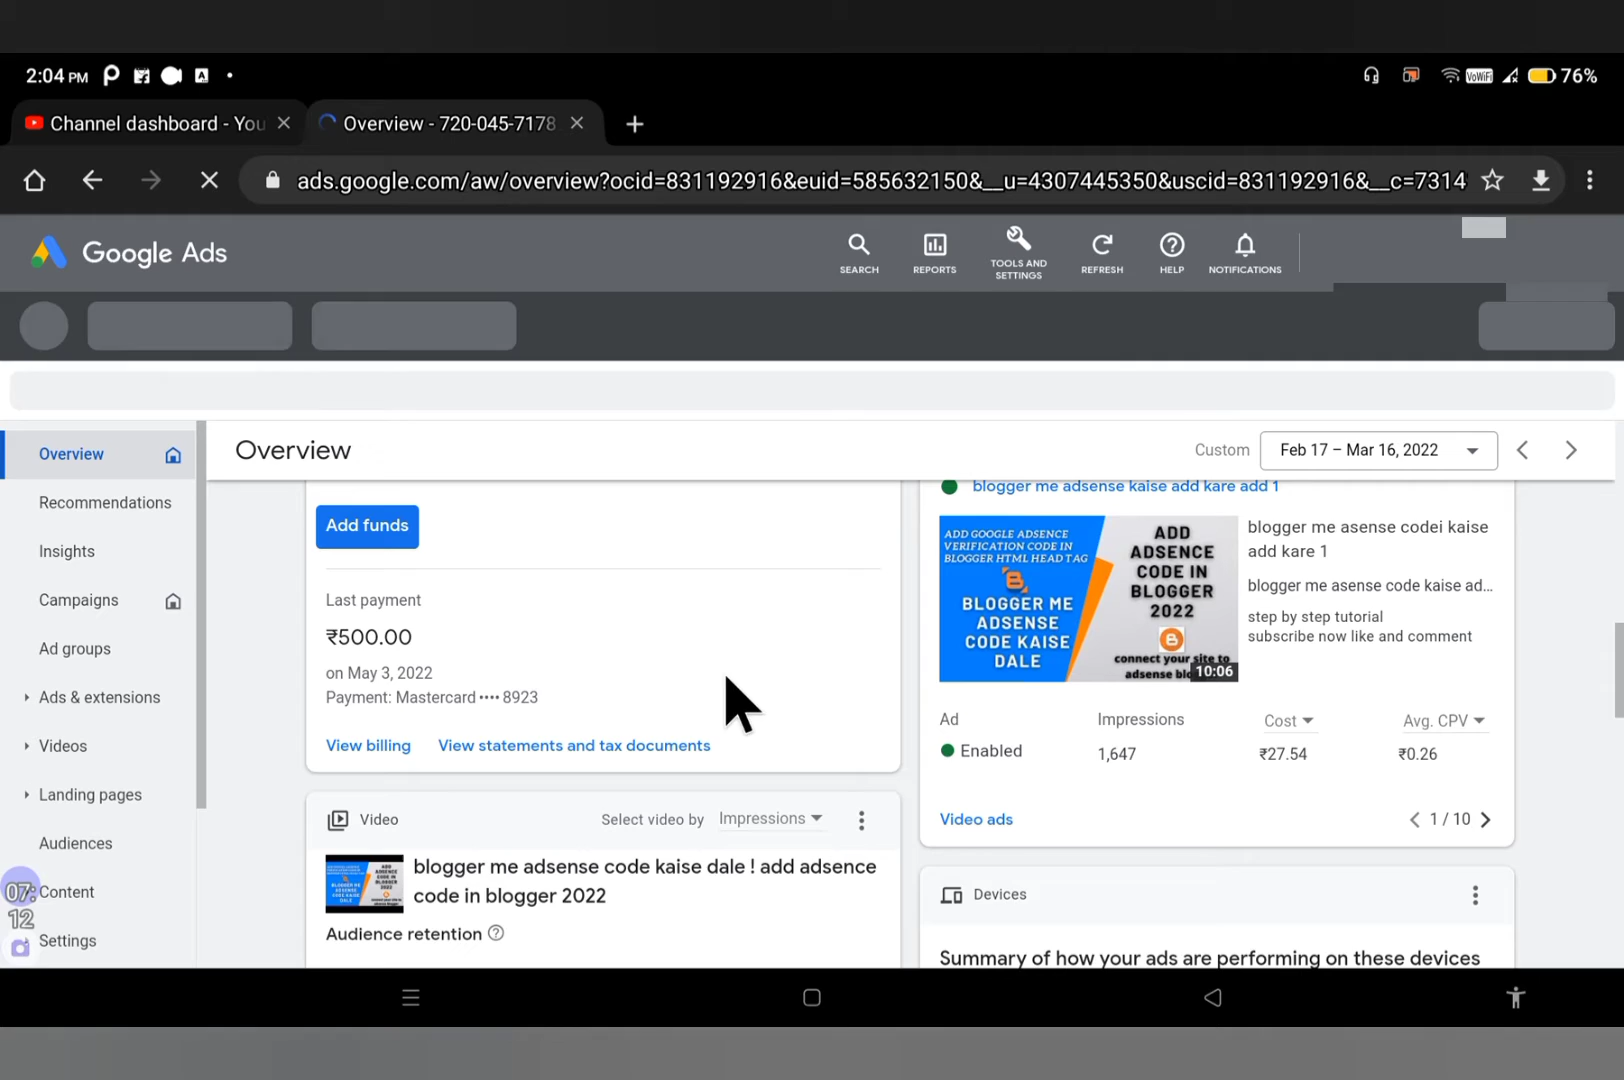 2:04 PM
VoWiFi
76%
Channel dashboard - You
Overview - 720-045-7178
ads.google.com/aw/overview?ocid=831192916&euid=585632150&__u=4307445350&uscid=831192916&__c=7314
Google Ads
SEARCH
REPORTS
TOOLS AND
SETTINGS
REFRESH
HELP
NOTIFICATIONS
Overview
Recommendations
Insights
Campaigns
Ad groups
Ads & extensions
Videos
Landing pages
Audiences
Content
Settings
07:
12
Overview
Custom
Feb 17 – Mar 16, 2022
Add funds
Last payment
₹500.00
on May 3, 2022
Payment: Mastercard •••• 8923
View billing
View statements and tax documents
Video
Select video by
Impressions
blogger me adsense code kaise dale ! add adsence
code in blogger 2022
Audience retention
blogger me adsense kaise add kare add 1
ADD GOOGLE ADSENCE
VERIFICATION CODE IN
BLOGGER HTML HEAD TAG
BLOGGER ME
ADSENSE
CODE KAISE
DALE
ADD
ADSENCE
CODE IN
BLOGGER
2022
connect your site to
adsense blo
10:06
blogger me asense codei kaise
add kare 1
blogger me asense code kaise ad...
step by step tutorial
subscribe now like and comment
Ad
Impressions
Cost
Avg. CPV
Enabled
1,647
₹27.54
₹0.26
Video ads
1 / 10
Devices
Summary of how your ads are performing on these devices